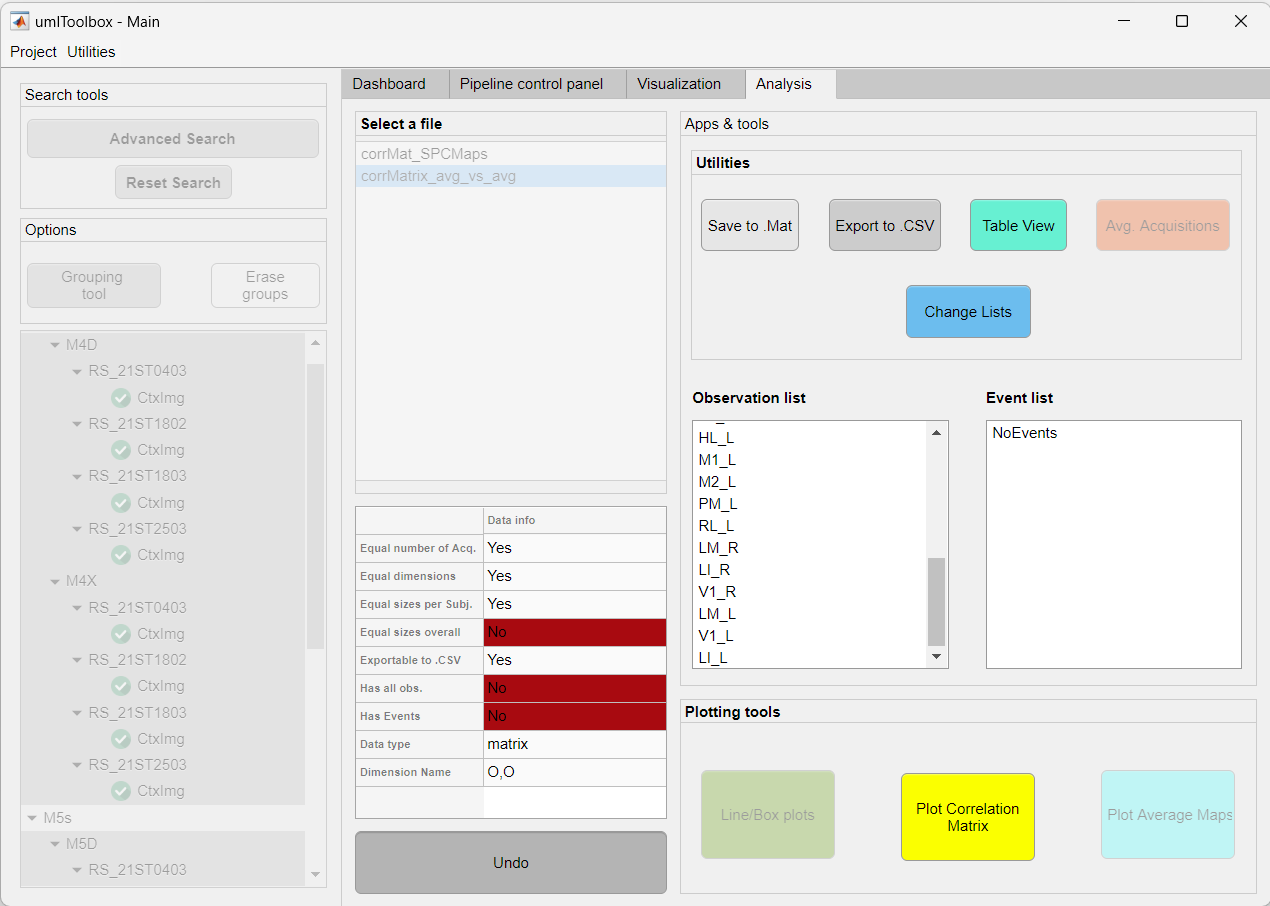 umIToolbox - Main
Project Utilities
Search tools
Advanced Search
Reset Search
Options
Grouping
tool
Erase
groups
M4D
RS_21ST0403
CtxImg
RS_21ST1802
CtxImg
RS_21ST1803
CtxImg
RS_21ST2503
CtxImg
M4X
RS_21ST0403
CtxImg
RS_21ST1802
CtxImg
RS_21ST1803
CtxImg
RS_21ST2503
CtxImg
M5s
M5D
RS_21ST0403
Dashboard Pipeline control panel Visualization Analysis
Select a file
corrMat_SPCMaps
corrMatrix_avg_vs_avg
Data info
Equal number of Acq. Yes
Equal dimensions Yes
Equal sizes per Subj. Yes
Equal sizes overall No
Exportable to .CSV Yes
Has all obs. No
Has Events No
Data type matrix
Dimension Name O,O
Undo
Apps & tools
Utilities
Save to .Mat Export to .CSV Table View Avg. Acquisitions
Change Lists
Observation list
HL_L
M1_L
M2_L
PM_L
RL_L
LM_R
LI_R
V1_R
LM_L
V1_L
LI_L
Event list
NoEvents
Plotting tools
Line/Box plots
Plot Correlation
Matrix
Plot Average Maps